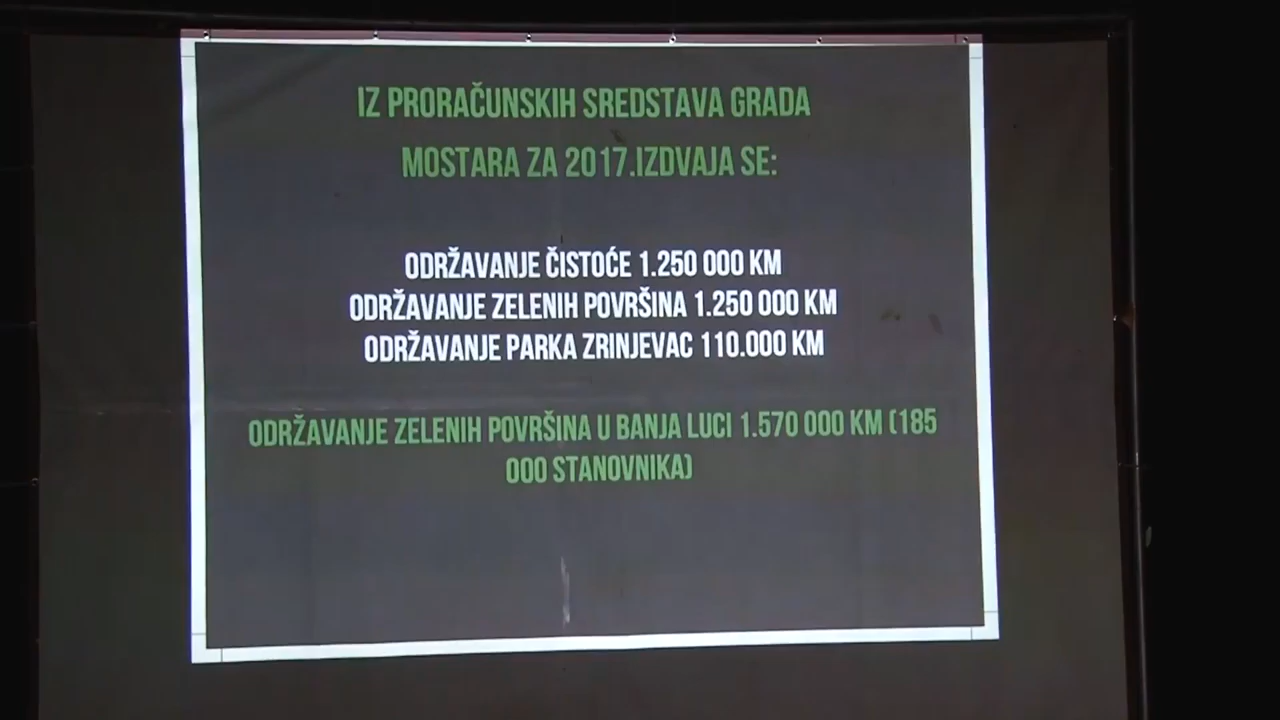 IZ PRORAČUNSKIH SREDSTAVA GRADA
MOSTARA ZA 2017.IZDVAJA SE:
ODRŽAVANJE ČISTOĆE 1.250 000 KM
ODRŽAVANJE ZELENIH POVRŠINA 1.250 000 KM
ODRŽAVANJE PARKA ZRINJEVAC 110.000 KM
ODRŽAVANJE ZELENIH POVRŠINA U BANJA LUCI 1.570 000 KM (185
000 STANOVNIKA)